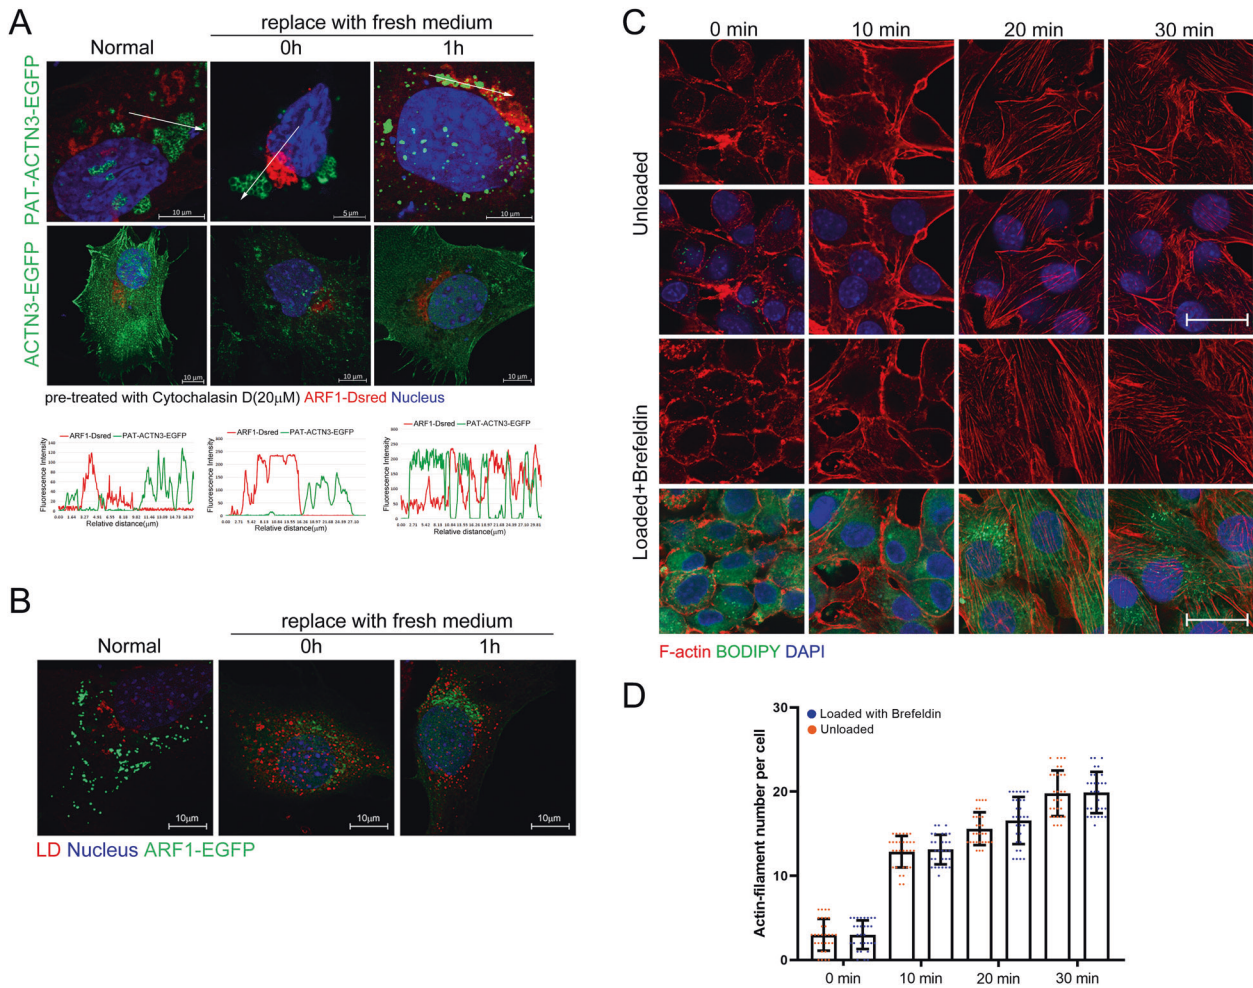 A
replace with fresh medium
Normal
0h
1h
PAT-ACTN3-EGFP
10 µm
5 µm
10 µm
ACTN3-EGFP
10 µm
10 µm
10 µm
pre-treated with Cytochalasin D(20µM) ARF1-Dsred Nucleus
ARF1-Dsred PAT-ACTN3-EGFP
Fluorescence Intensity
Relative distance(µm)
ARF1-Dsred PAT-ACTN3-EGFP
Fluorescence Intensity
Relative distance(µm)
ARF1-Dsred PAT-ACTN3-EGFP
Fluorescence Intensity
Relative distance(µm)
B
replace with fresh medium
Normal
0h
1h
10µm
10µm
10µm
LD Nucleus ARF1-EGFP
C
0 min
10 min
20 min
30 min
Unloaded
Loaded+Brefeldin
F-actin BODIPY DAPI
D
Loaded with Brefeldin
Unloaded
Actin-filament number per cell
30
20
10
0
0 min
10 min
20 min
30 min